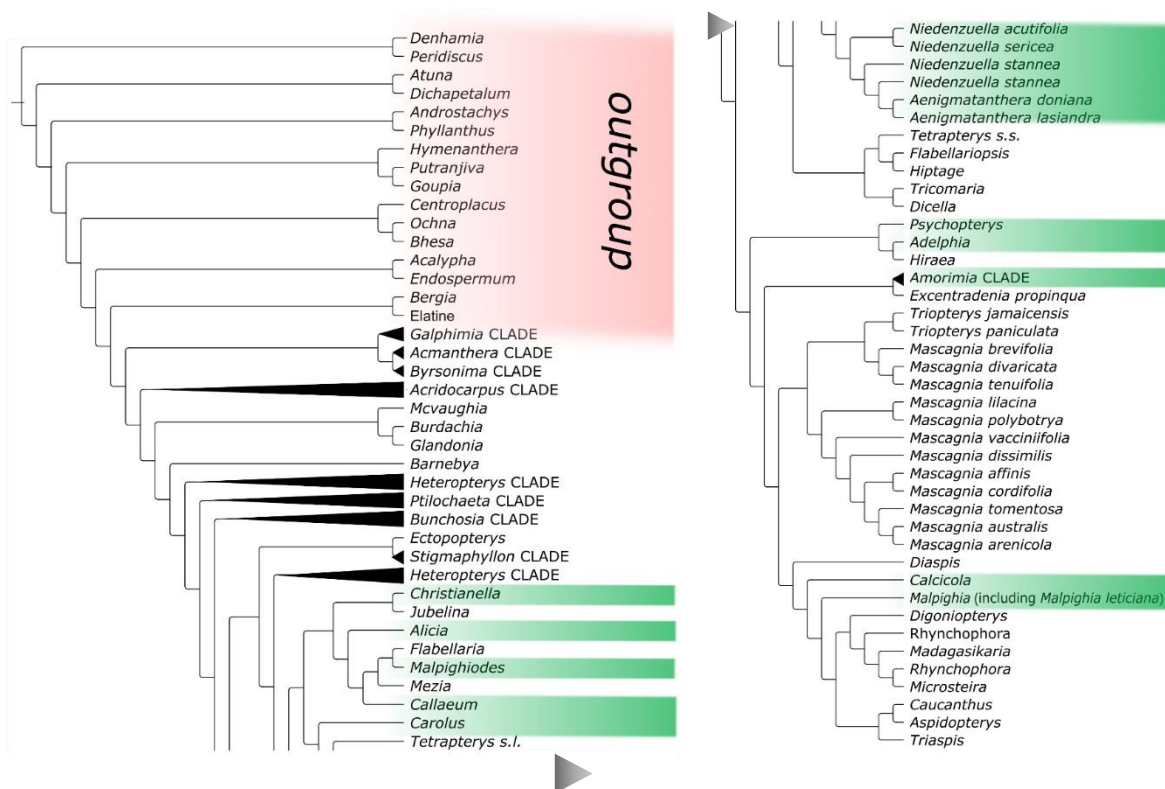 Denhamia
Peridiscus
Atuna
Dichapetalum
Androstachys
Phyllanthus
Hymenanthera
Putranjiva
Goupia
Centroplacus
Ochna
Bhesa
Acalypha
Endospermum
Bergia
Elatine
outgroup
Galphimia CLADE
Acmanthera CLADE
Byrsonima CLADE
Acridocarpus CLADE
Mcvaughia
Burdachia
Glandonia
Barnebya
Heteropterys CLADE
Ptilochaeta CLADE
Bunchosia CLADE
Ectopopterys
Stigmaphyllon CLADE
Heteropterys CLADE
Christianella
Jubelina
Alicia
Flabellaria
Malpighiodes
Mezia
Callaeum
Carolus
Tetrapterys s.l.
Niedenzuella acutifolia
Niedenzuella sericea
Niedenzuella stannea
Niedenzuella stannea
Aenigmatanthera doniana
Aenigmatanthera lasiandra
Tetrapterys s.s.
Flabellariopsis
Hiptage
Tricomaria
Dicella
Psychopterys
Adelphia
Hiraea
Amorimia CLADE
Excentradenia propinqua
Triopterys jamaicensis
Triopterys paniculata
Mascagnia brevifolia
Mascagnia divaricata
Mascagnia tenuifolia
Mascagnia lilacina
Mascagnia polybotrya
Mascagnia vacciniifolia
Mascagnia dissimilis
Mascagnia affinis
Mascagnia cordifolia
Mascagnia tomentosa
Mascagnia australis
Mascagnia arenicola
Diaspis
Calcicola
Malpighia (including Malpighia leticiana)
Digoniopterys
Rhynchophora
Madagasikaria
Rhynchophora
Microsteira
Caucanthus
Aspidopterys
Triaspis